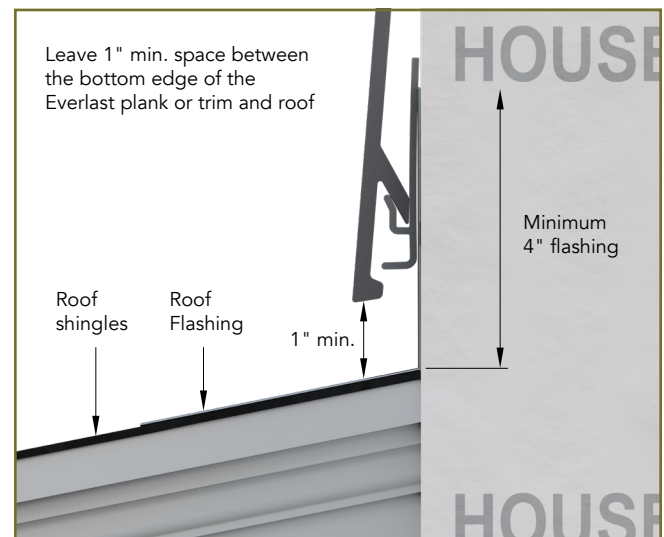 Leave 1" min. space between
the bottom edge of the
Everlast plank or trim and roof
HOUSE
Minimum
4" flashing
Roof
shingles
Roof
Flashing
1" min.
HOUSE